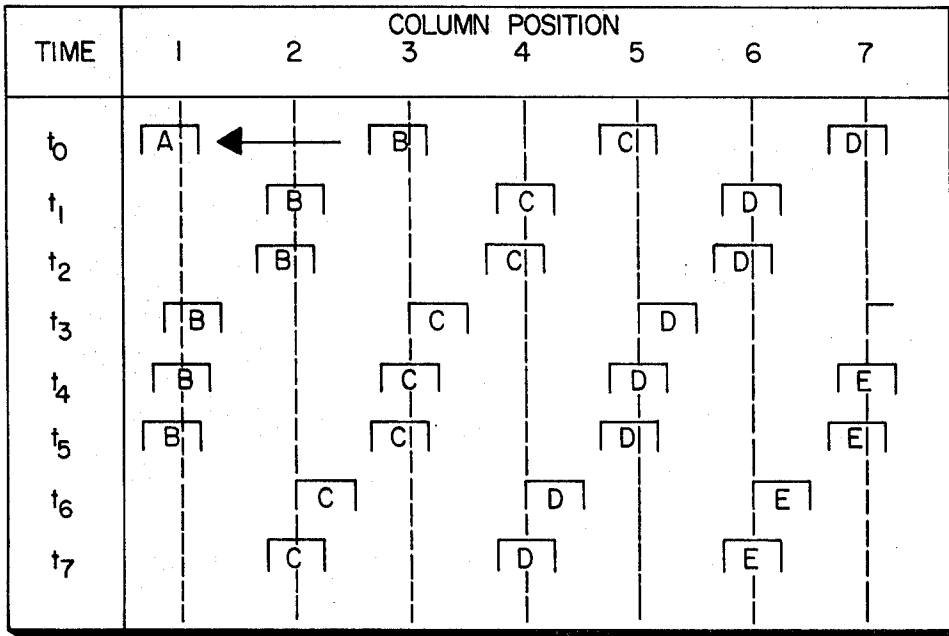 COLUMN POSITION
TIME 1 2 3 4 5 6 7
t0 A B C D
t1 B C D
t2 B C D
t3 B C D
t4 B C D E
t5 B C D E
t6 C D E
t7 C D E